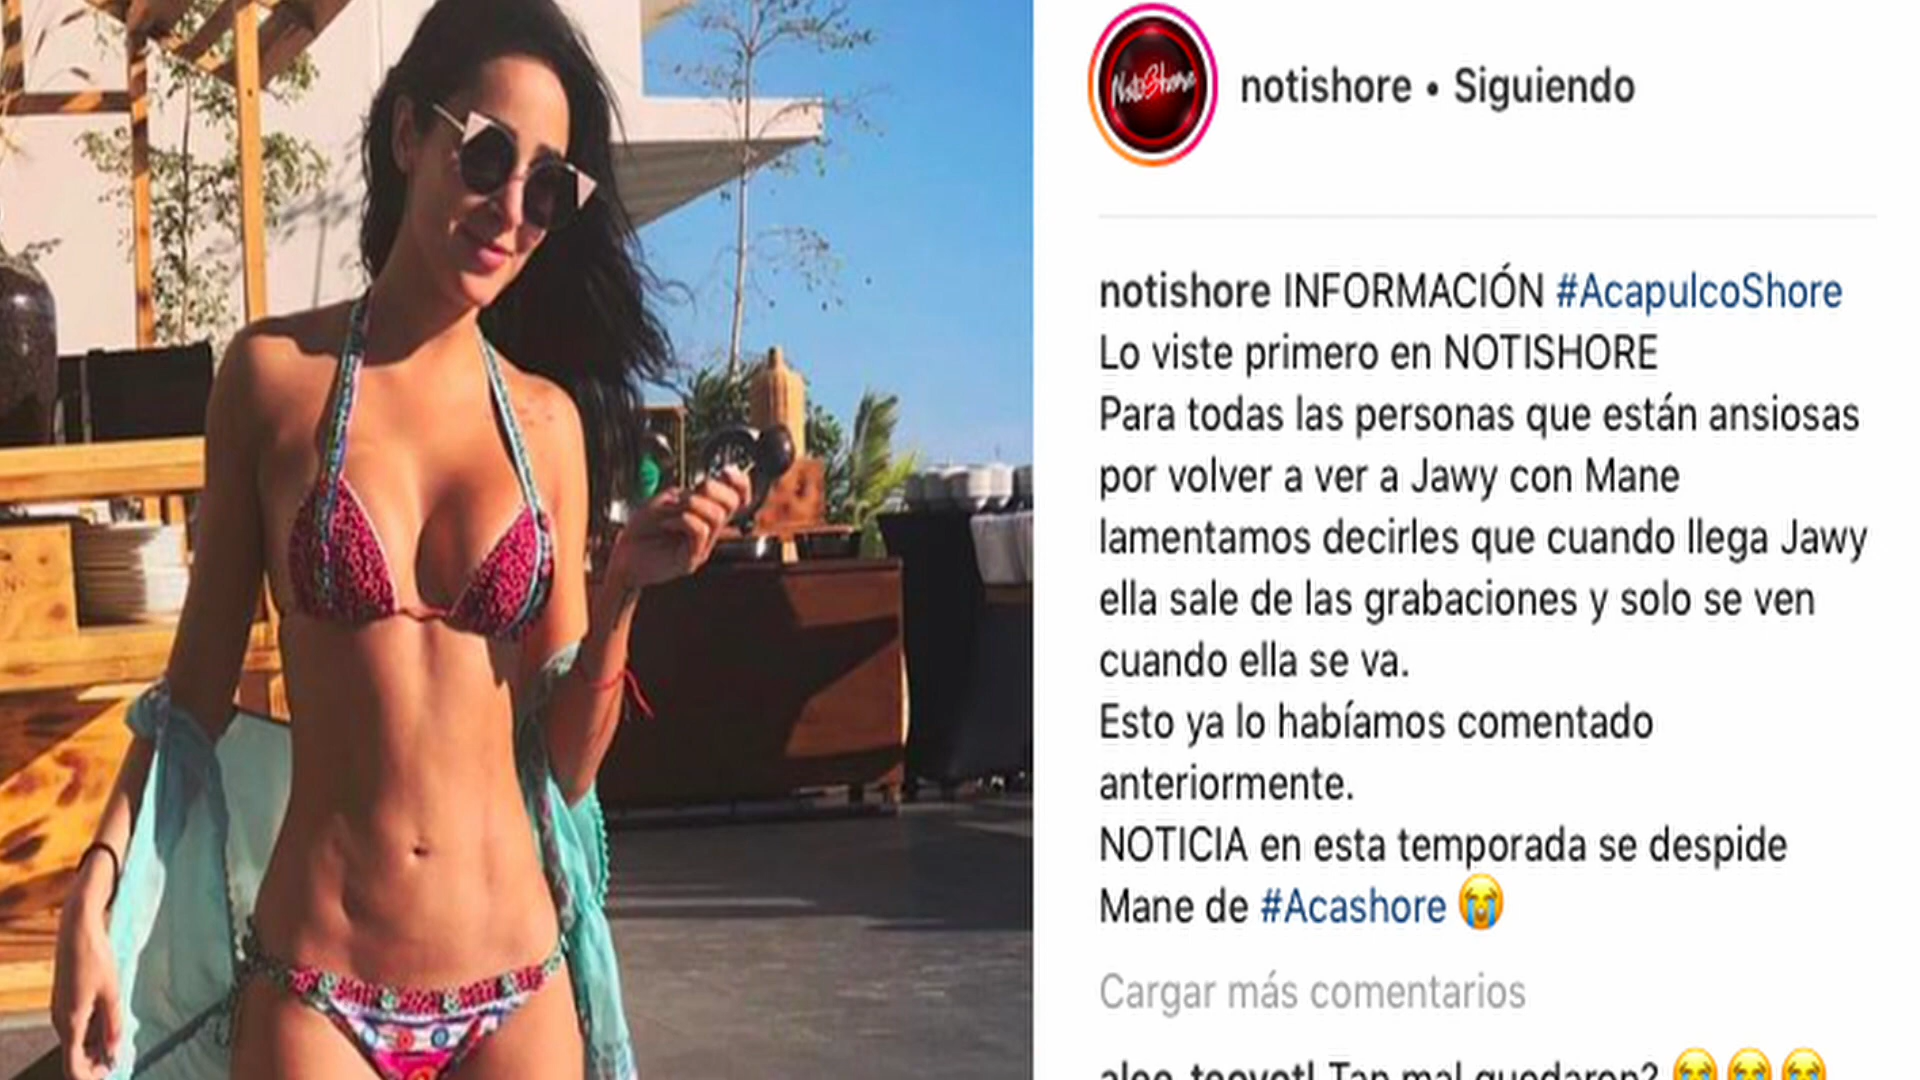 NotiShore
notishore • Siguiendo
notishore INFORMACIÓN #AcapulcoShore
Lo viste primero en NOTISHORE
Para todas las personas que están ansiosas
por volver a ver a Jawy con Mane
lamentamos decirles que cuando llega Jawy
ella sale de las grabaciones y solo se ven
cuando ella se va.
Esto ya lo habíamos comentado
anteriormente.
NOTICIA en esta temporada se despide
Mane de #Acashore 😭
Cargar más comentarios
Tan mal quedaron? 😭😭😭